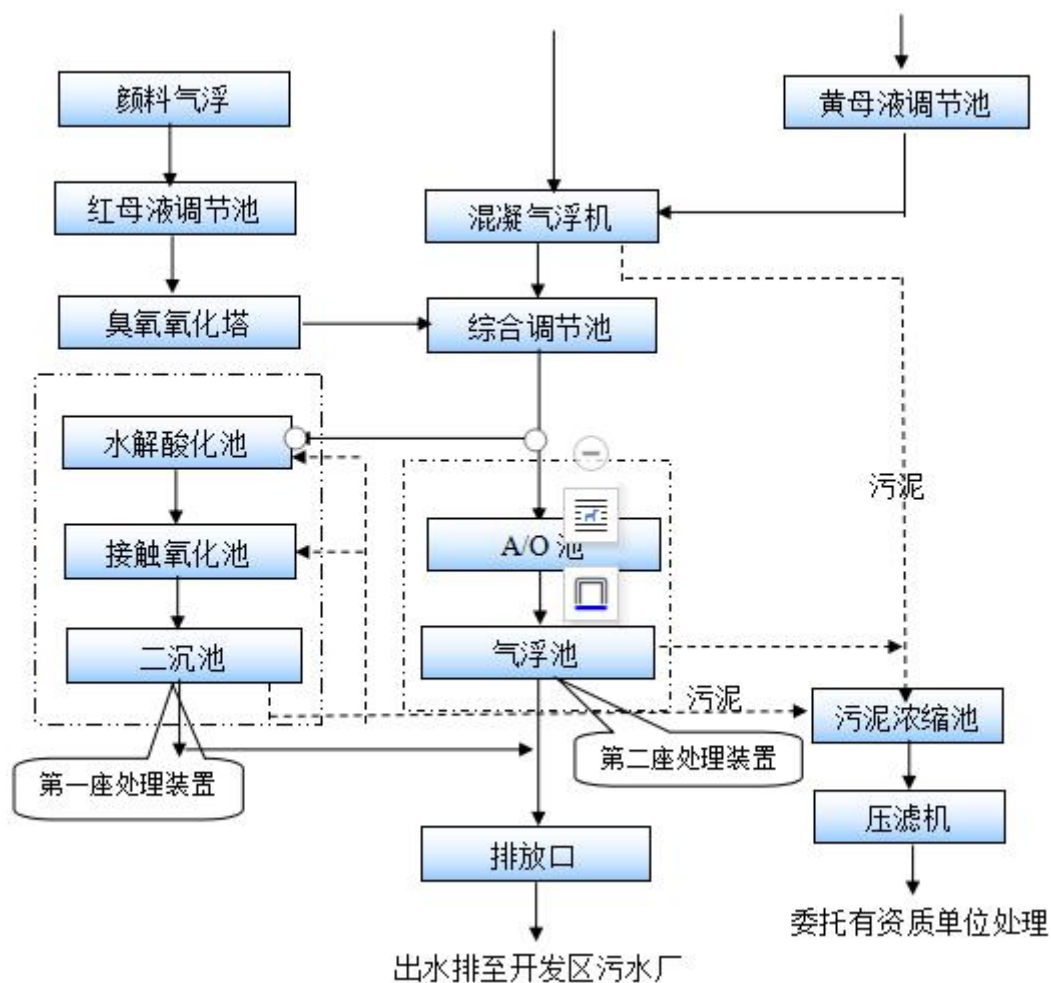 颜料气浮
黄母液调节池
红母液调节池
混凝气浮机
臭氧氧化塔
综合调节池
水解酸化池
污泥
接触氧化池
A/O 池
二沉池
气浮池
污泥
污泥浓缩池
第一座处理装置
第二座处理装置
压滤机
排放口
委托有资质单位处理
出水排至开发区污水厂